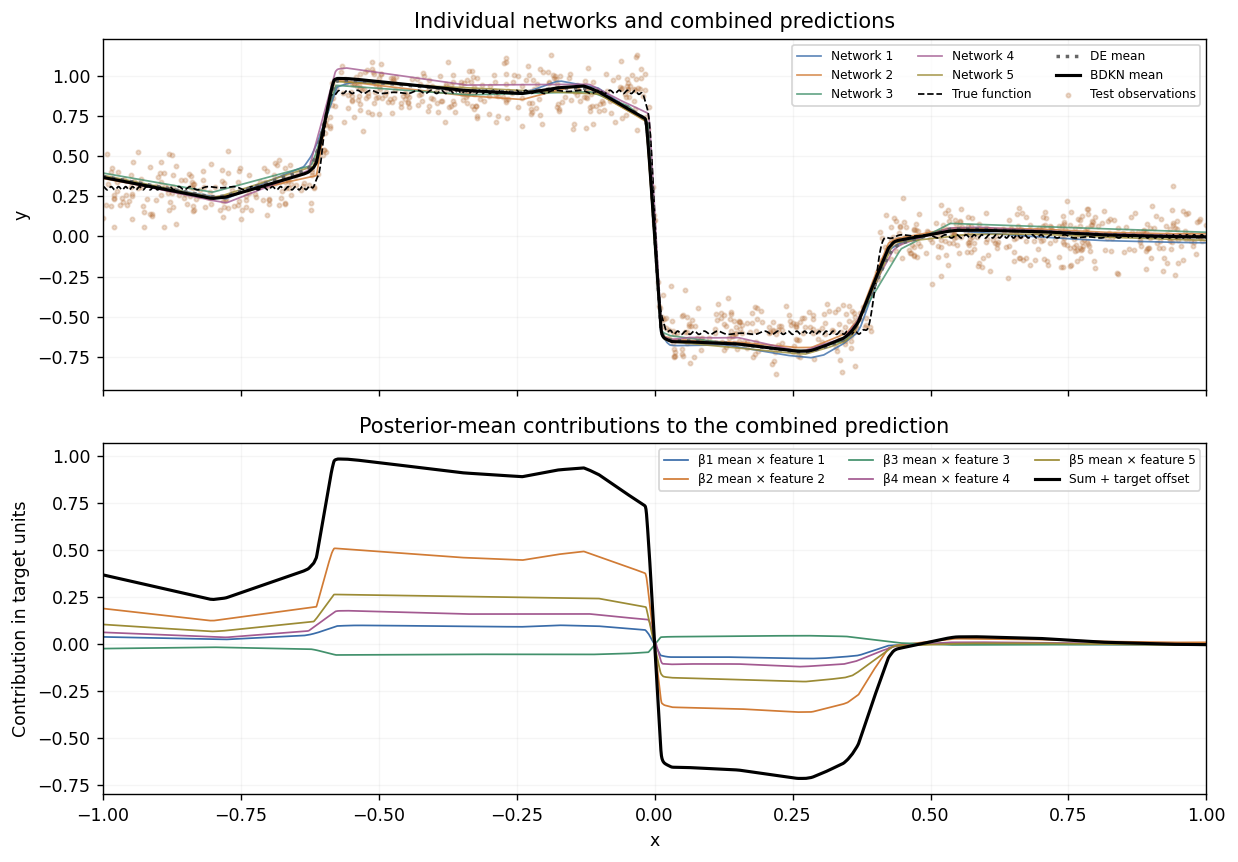 Individual networks and combined predictions
1.00
0.75
0.50
0.25
0.00
−0.25
−0.50
−0.75
y
Network 1
Network 2
Network 3
Network 4
Network 5
True function
DE mean
BDKN mean
Test observations
Posterior-mean contributions to the combined prediction
1.00
0.75
0.50
0.25
0.00
−0.25
−0.50
−0.75
Contribution in target units
β1 mean × feature 1
β2 mean × feature 2
β3 mean × feature 3
β4 mean × feature 4
β5 mean × feature 5
Sum + target offset
−1.00
−0.75
−0.50
−0.25
0.00
0.25
0.50
0.75
1.00
x